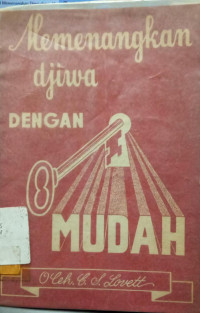 Memenangkan
djiwa
DENGAN
MUDAH
Oleh. C. S. Lovett